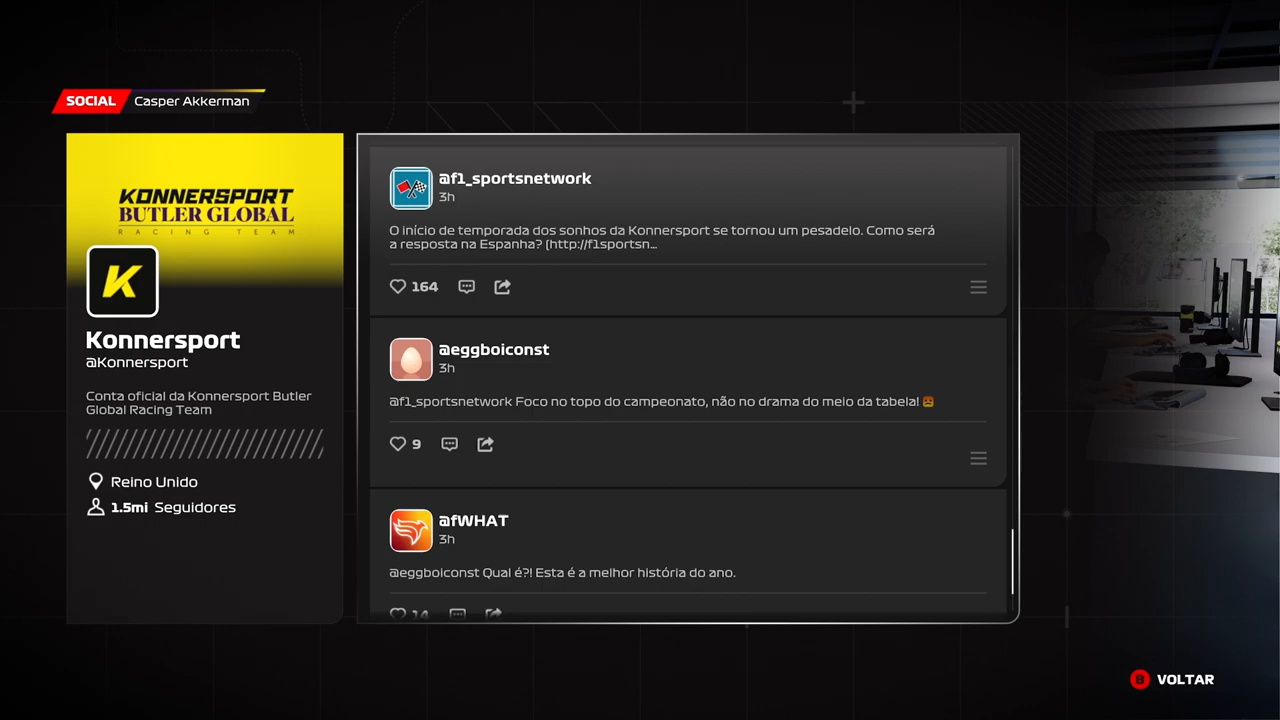 SOCIAL Casper Akkerman
KONNERSPORT
BUTLER GLOBAL
RACING TEAM
K
Konnersport
@Konnersport
Conta oficial da Konnersport Butler
Global Racing Team
Reino Unido
1.5mi Seguidores
@f1_sportsnetwork
3h
O início de temporada dos sonhos da Konnersport se tornou um pesadelo. Como será
a resposta na Espanha? (http://f1sportsn...
164
@eggboiconst
3h
@f1_sportsnetwork Foco no topo do campeonato, não no drama do meio da tabela! 😡
9
@fWHAT
3h
@eggboiconst Qual é?! Esta é a melhor história do ano.
14
B VOLTAR